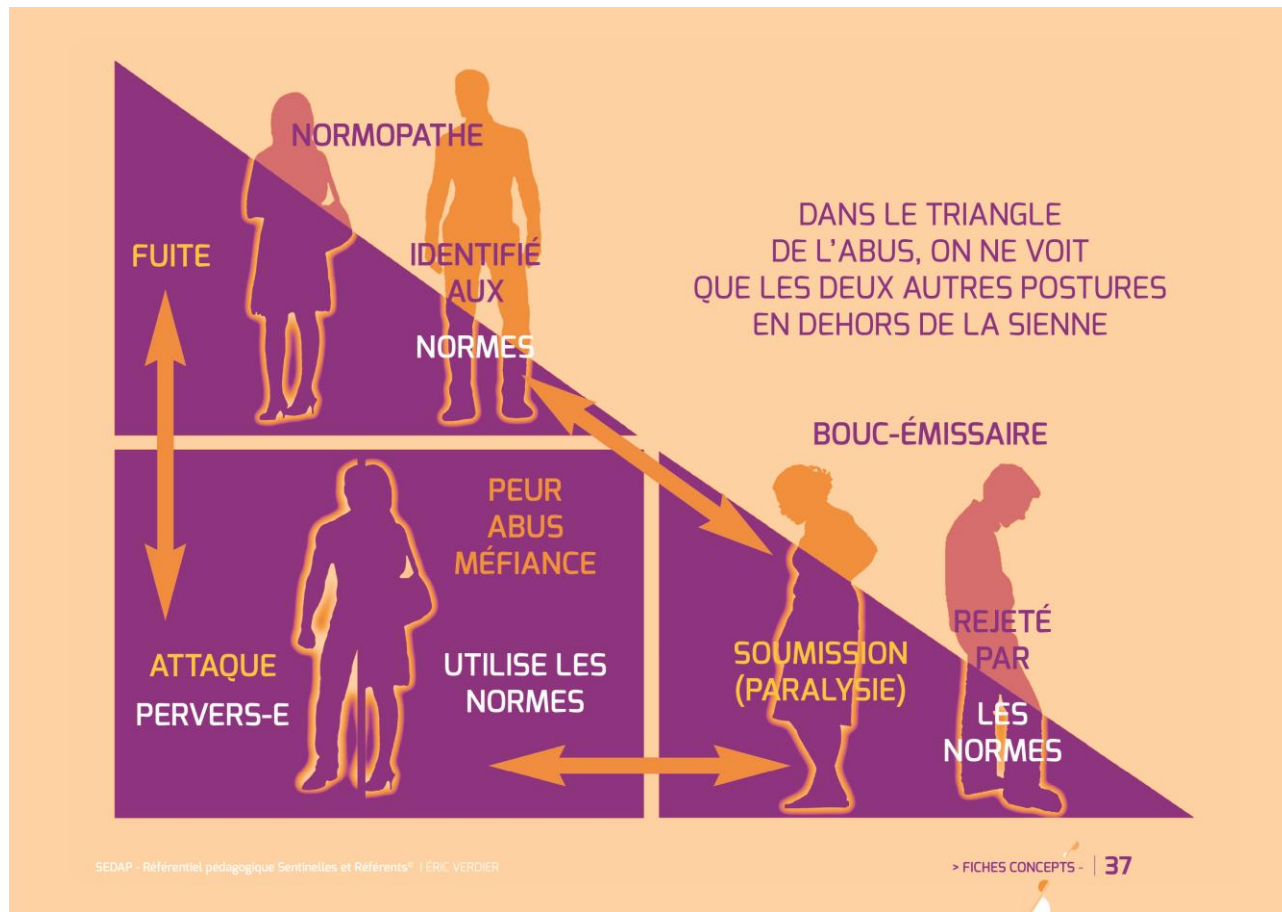 NORMOPATHE
FUITE
IDENTIFIÉ
AUX
NORMES
DANS LE TRIANGLE
DE L'ABUS, ON NE VOIT
QUE LES DEUX AUTRES POSTURES
EN DEHORS DE LA SIENNE
BOUC-ÉMISSAIRE
PEUR
ABUS
MÉFIANCE
ATTAQUE
PERVERS-E
UTILISE LES
NORMES
SOUMISSION
(PARALYSIE)
REJETÉ
PAR
LES
NORMES
SEDAP - Référentiel pédagogique Sentinelles et Référents© I ÉRIC VERDIER
> FICHES CONCEPTS - | 37